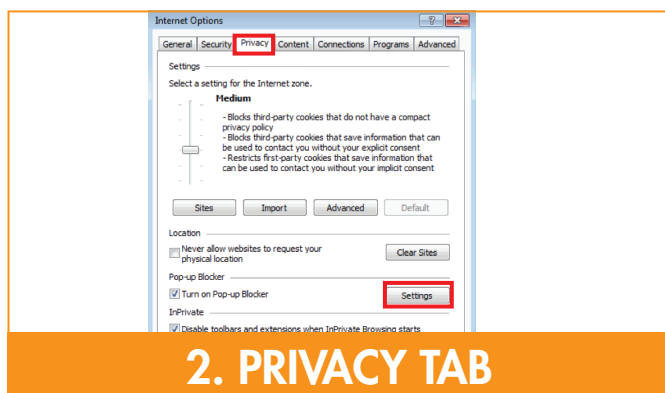 Internet Options
General Security Privacy Content Connections Programs Advanced
Settings
Select a setting for the Internet zone.
Medium
- Blocks third-party cookies that do not have a compact
privacy policy
- Blocks third-party cookies that save information that can
be used to contact you without your explicit consent
- Restricts first-party cookies that save information that
can be used to contact you without your implicit consent
Sites Import Advanced Default
Location
Never allow websites to request your
physical location
Clear Sites
Pop-up Blocker
Turn on Pop-up Blocker Settings
InPrivate
Disable toolbars and extensions when InPrivate Browsing starts
2. PRIVACY TAB